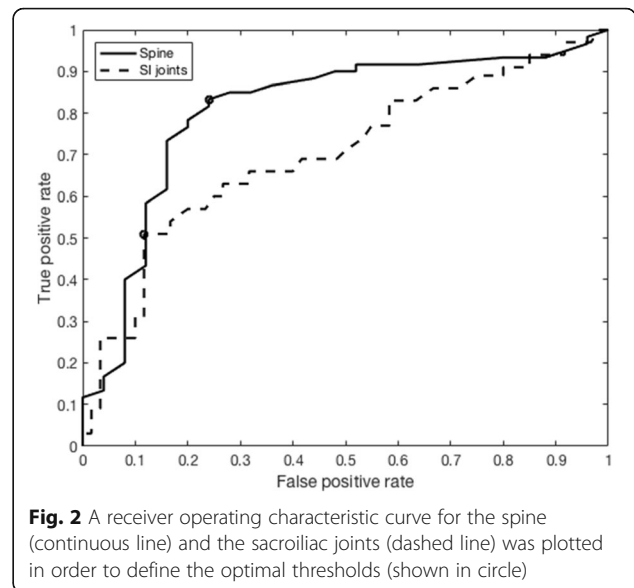 1
0.9
0.8
0.7
0.6
0.5
0.4
0.3
0.2
0.1
0
True positive rate
Spine
SI joints
0 0.1 0.2 0.3 0.4 0.5 0.6 0.7 0.8 0.9 1
False positive rate
Fig. 2 A receiver operating characteristic curve for the spine
(continuous line) and the sacroiliac joints (dashed line) was plotted
in order to define the optimal thresholds (shown in circle)